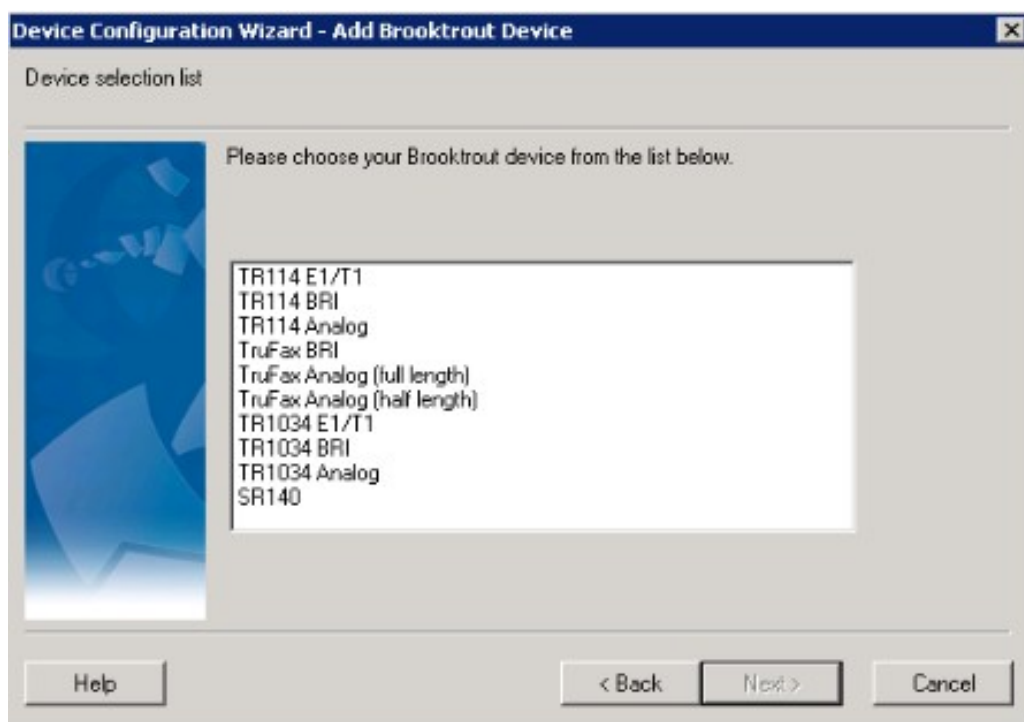 Device Configuration Wizard - Add Brooktrout Device
Device selection list
Please choose your Brooktrout device from the list below.
TR114 E1/T1
TR114 BRI
TR114 Analog
TruFax BRI
TruFax Analog (full length)
TruFax Analog (half length)
TR1034 E1/T1
TR1034 BRI
TR1034 Analog
SR140
Help
< Back
Next >
Cancel